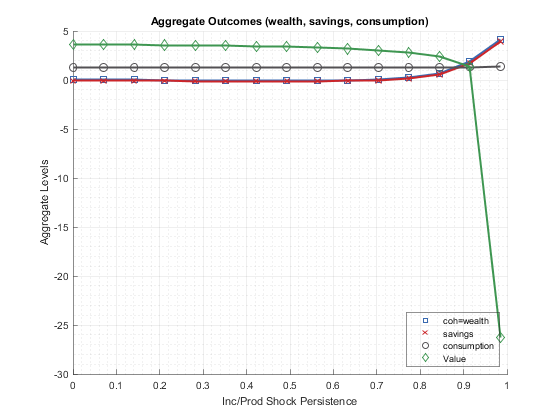 Aggregate Outcomes (wealth, savings, consumption)
5
0
-5
-10
-15
-20
-25
-30
Aggregate Levels
0 0.1 0.2 0.3 0.4 0.5 0.6 0.7 0.8 0.9 1
Inc/Prod Shock Persistence
coh=wealth
savings
consumption
Value